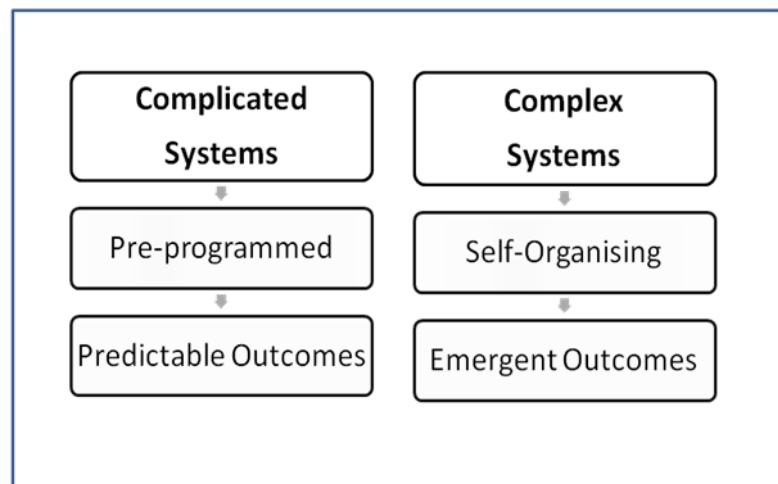 Complicated
Systems
Pre-programmed
Predictable Outcomes
Complex
Systems
Self-Organising
Emergent Outcomes